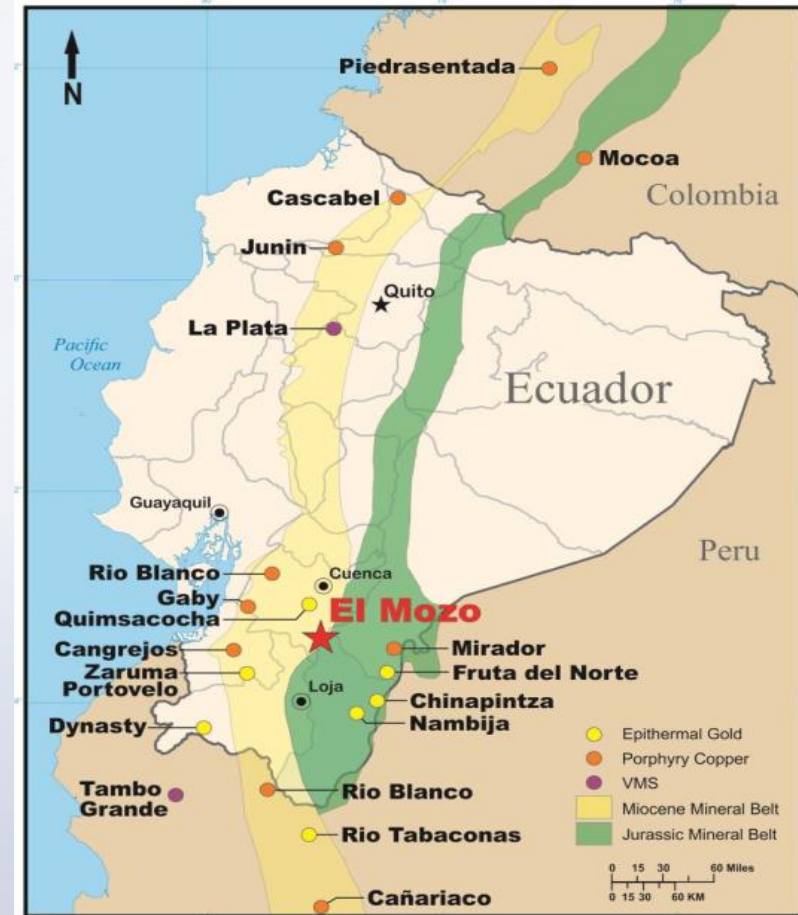 N
Piedrasentada
Mocoa
Colombia
Cascabel
Junin
Quito
La Plata
Pacific
Ocean
Ecuador
Guayaquil
Peru
Rio Blanco
Cuenca
Gaby
Quimsacocha
El Mozo
Cangrejos
Mirador
Zaruma
Portovelo
Fruta del Norte
Loja
Chinapintza
Nambija
Dynasty
Epithermal Gold
Porphyry Copper
Tambo
Grande
VMS
Rio Blanco
Miocene Mineral Belt
Jurassic Mineral Belt
Rio Tabaconas
0 15 30 60 Miles
0 15 30 60 KM
Cañariaco